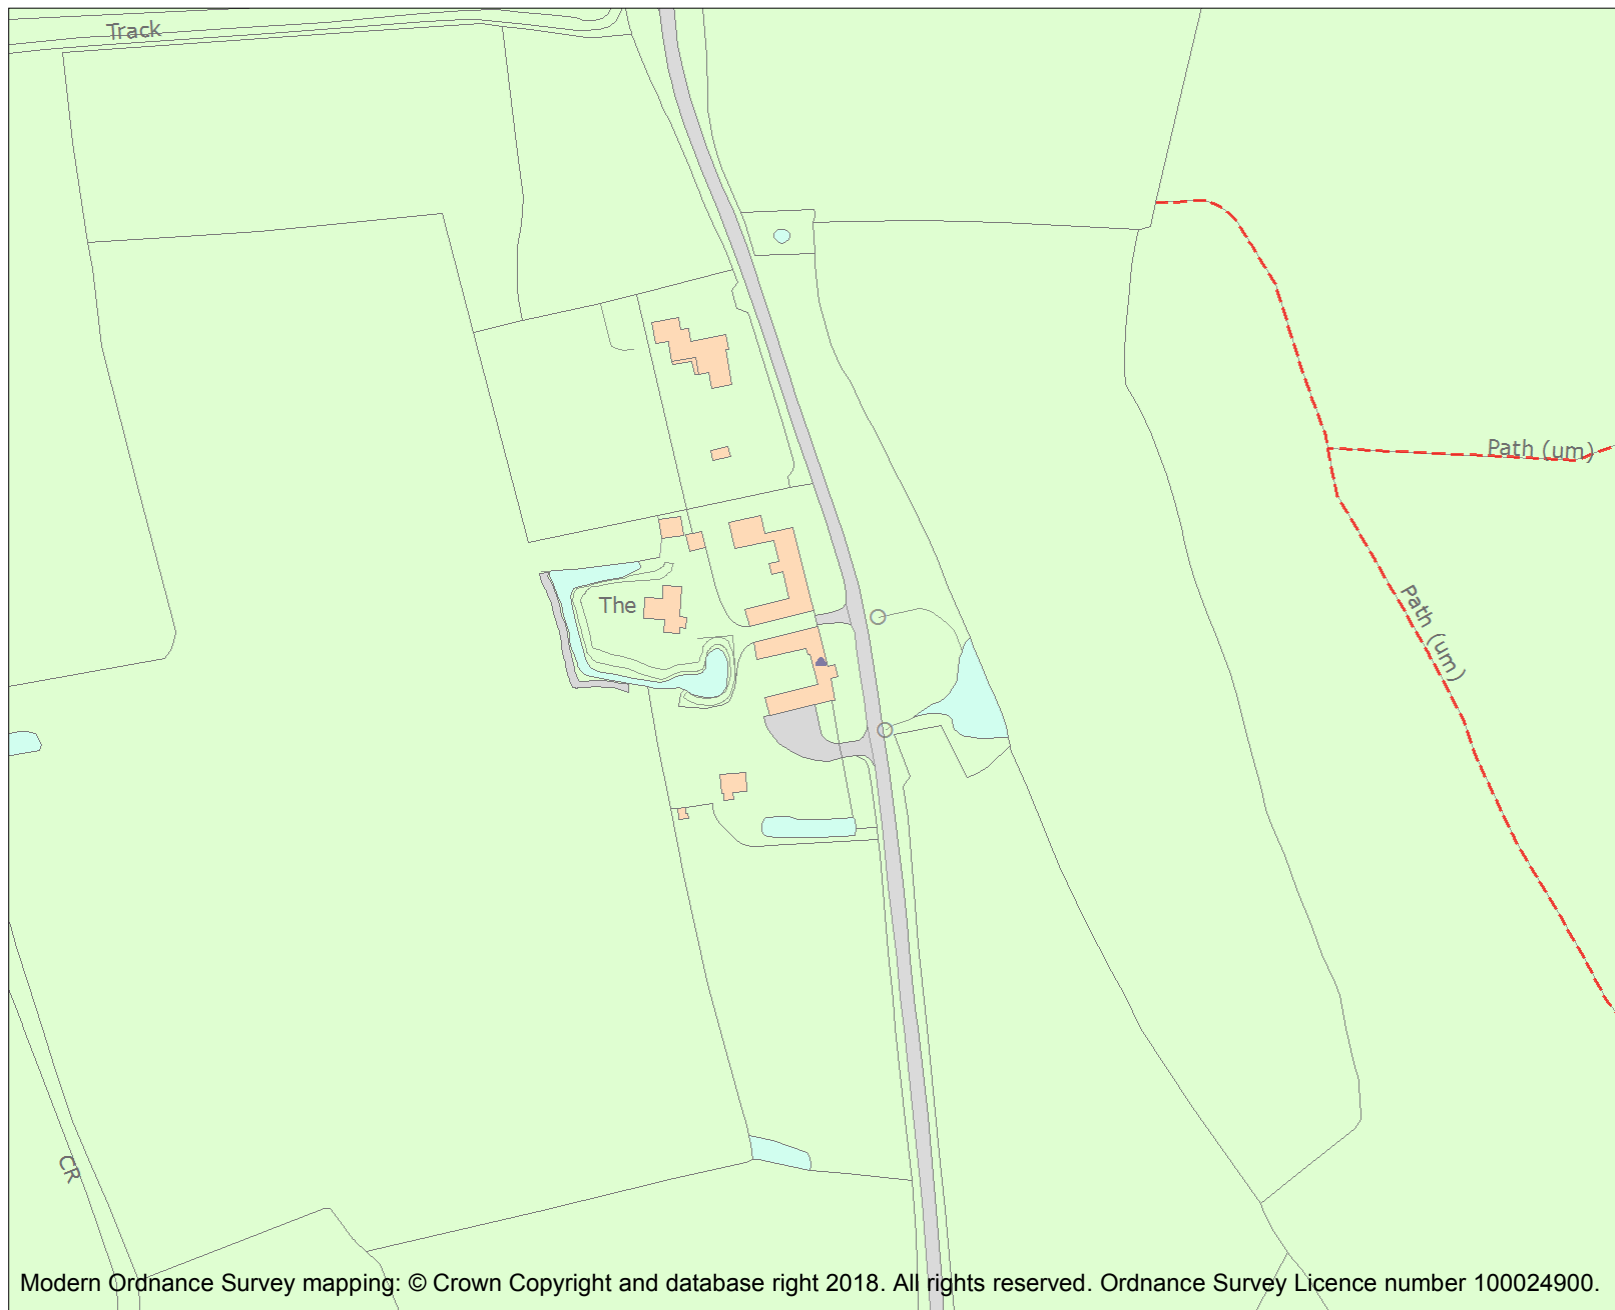 Track
Path (um)
The
Path (um)
CR
Modern Ordnance Survey mapping: © Crown Copyright and database right 2018. All rights reserved. Ordnance Survey Licence number 100024900.